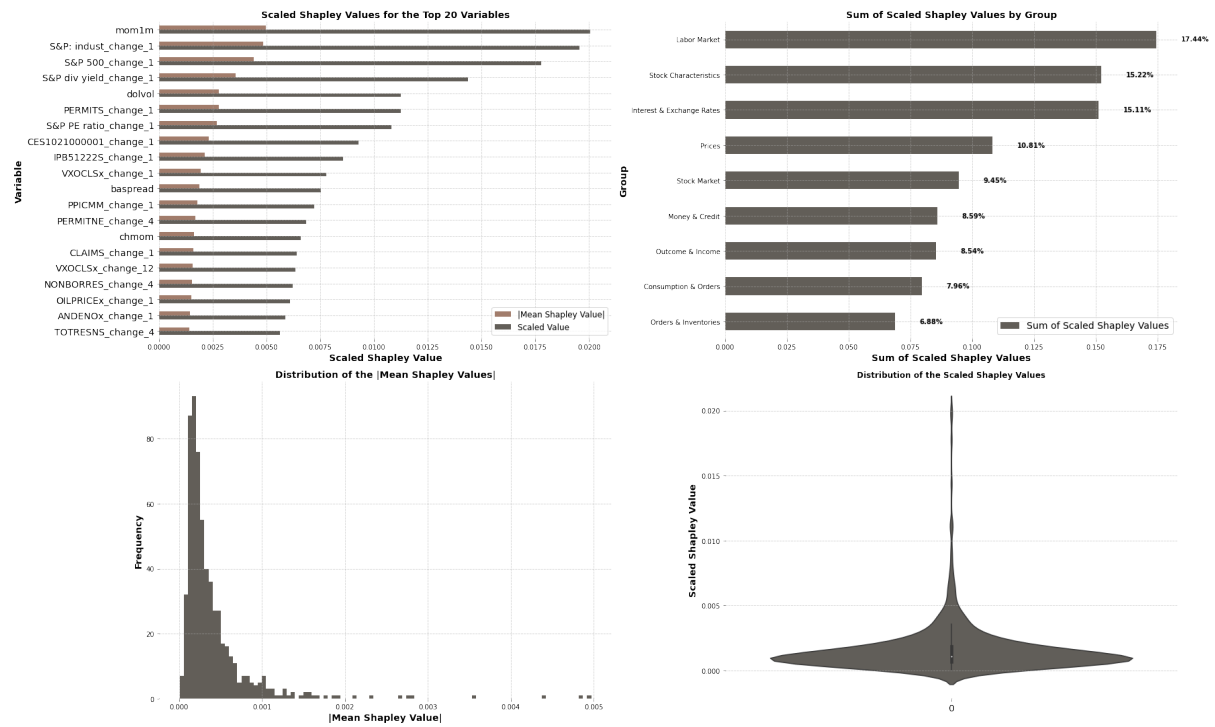 Scaled Shapley Values for the Top 20 Variables
Variable
mom1m
S&P: indust_change_1
S&P 500_change_1
S&P div yield_change_1
dolvol
PERMITS_change_1
S&P PE ratio_change_1
CES1021000001_change_1
IPB51222S_change_1
VXOCLSx_change_1
baspread
PPICMM_change_1
PERMITNE_change_4
chmom
CLAIMS_change_1
VXOCLSx_change_12
NONBORRES_change_4
OILPRICEx_change_1
ANDENOx_change_1
TOTRESNS_change_4
|Mean Shapley Value|
Scaled Value
0.0000 0.0025 0.0050 0.0075 0.0100 0.0125 0.0150 0.0175 0.0200
Scaled Shapley Value
Sum of Scaled Shapley Values by Group
Group
Labor Market 17.44%
Stock Characteristics 15.22%
Interest & Exchange Rates 15.11%
Prices 10.81%
Stock Market 9.45%
Money & Credit 8.59%
Outcome & Income 8.54%
Consumption & Orders 7.96%
Orders & Inventories 6.88%
Sum of Scaled Shapley Values
0.000 0.025 0.050 0.075 0.100 0.125 0.150 0.175
Sum of Scaled Shapley Values
Distribution of the |Mean Shapley Values|
Frequency
80
60
40
20
0
0.000 0.001 0.002 0.003 0.004 0.005
|Mean Shapley Value|
Distribution of the Scaled Shapley Values
Scaled Shapley Value
0.020
0.015
0.010
0.005
0.000
0